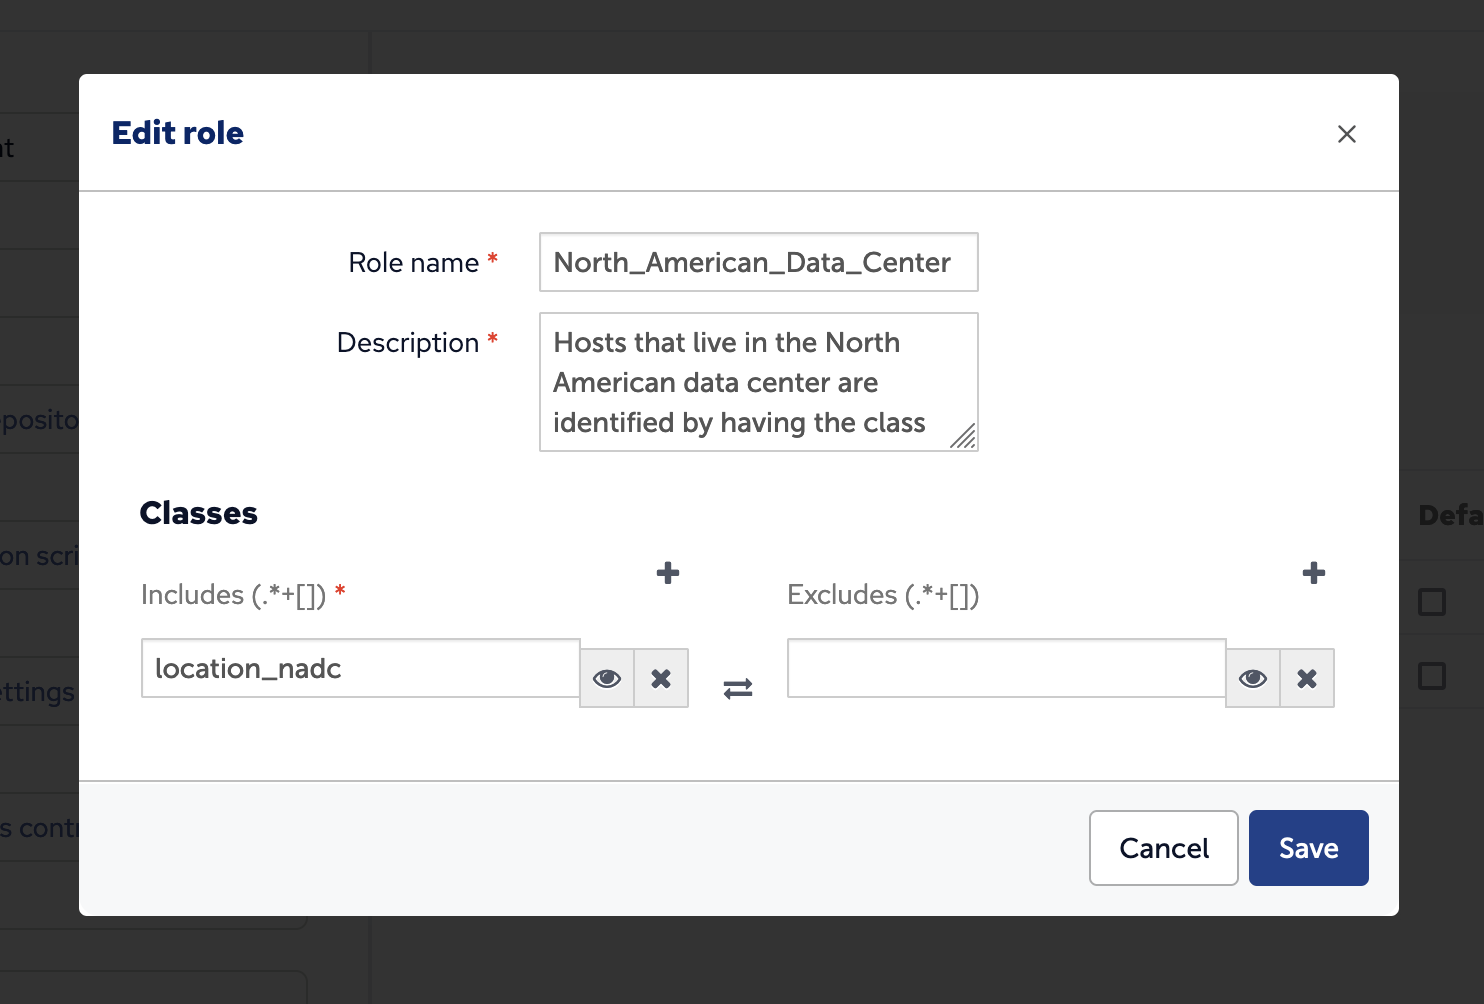 Edit role
Role name *
North_American_Data_Center
Description *
Hosts that live in the North
American data center are
identified by having the class
Classes
Includes (.*+[]) *
Excludes (.*+[])
location_nadc
Cancel
Save
on scri
ttings
s cont
Defa